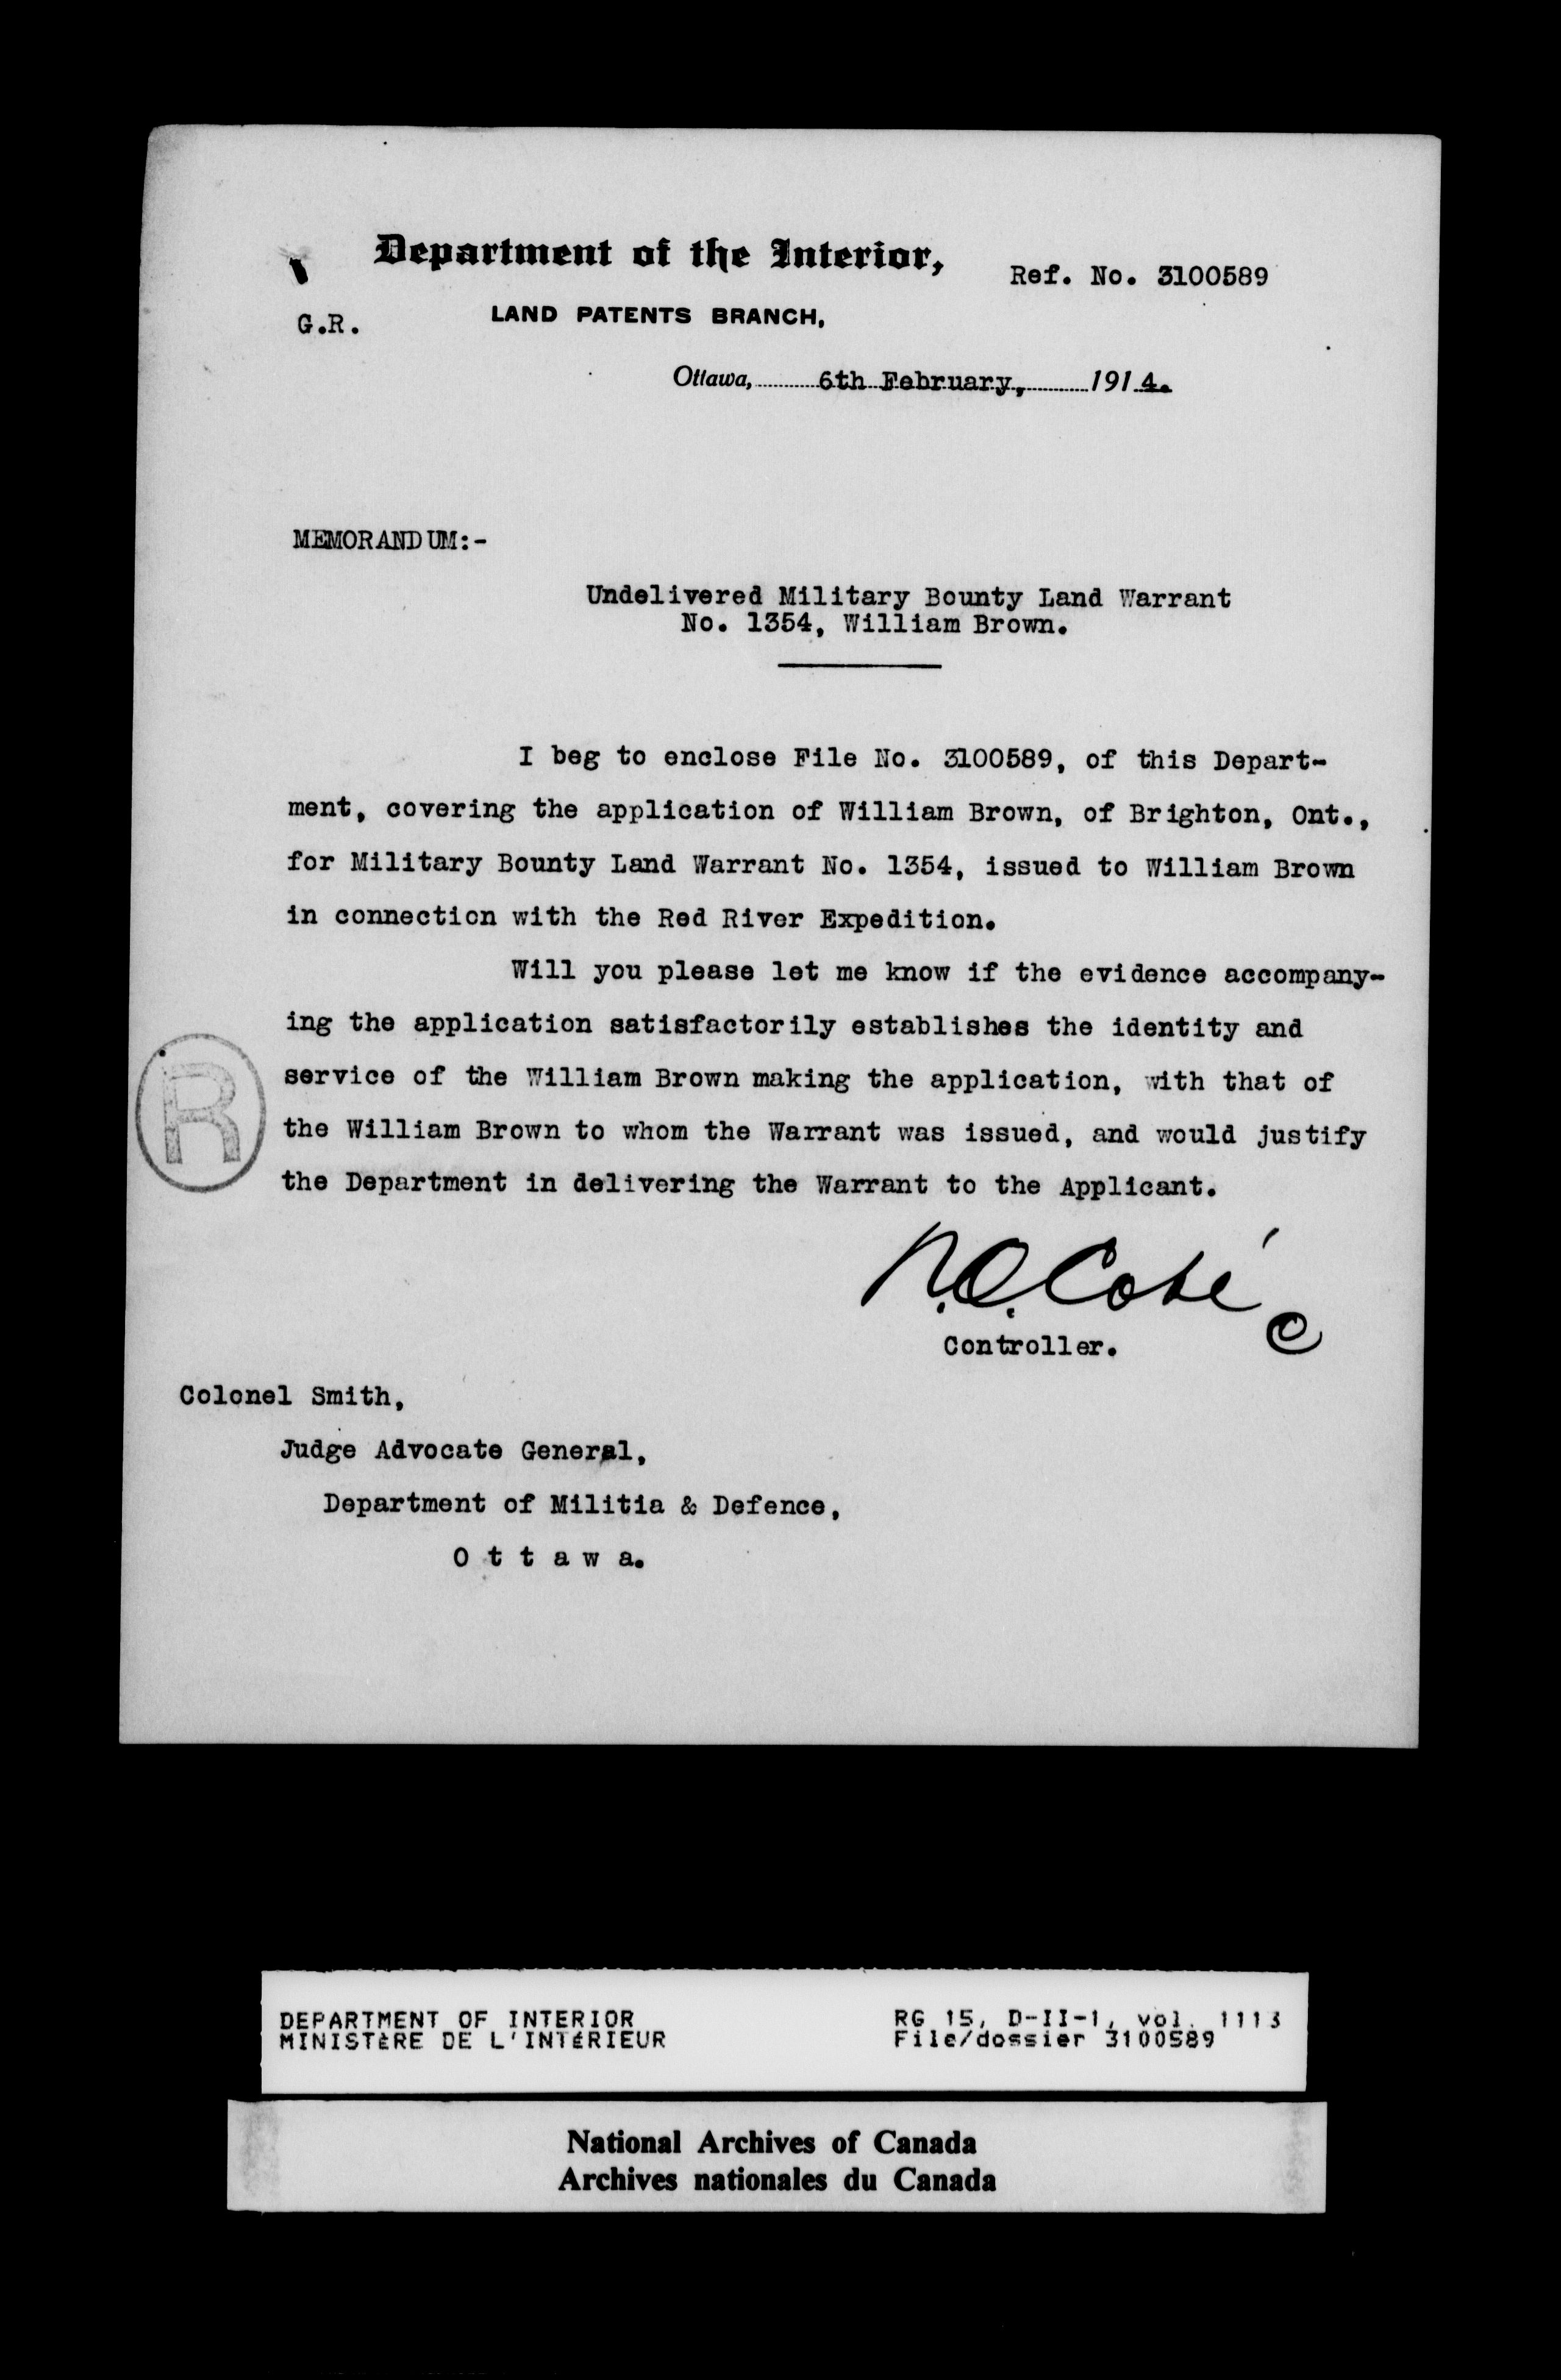 Department of the Interior,
Ref. No. 3100589
G.R.
LAND PATENTS BRANCH,
Ottawa, 6th February, 1914.
MEMORANDUM:-
Undelivered Military Bounty Land Warrant
No. 1354, William Brown.
I beg to enclose File No. 3100589, of this Depart-
ment, covering the application of William Brown, of Brighton, Ont.,
for Military Bounty Land Warrant No. 1354, issued to William Brown
in connection with the Red River Expedition.
Will you please let me know if the evidence accompany-
ing the application satisfactorily establishes the identity and
service of the William Brown making the application, with that of
the William Brown to whom the Warrant was issued, and would justify
the Department in delivering the Warrant to the Applicant.
R
N.O. Coté
Controller.
Colonel Smith,
Judge Advocate General,
Department of Militia & Defence,
O t t a w a.
DEPARTMENT OF INTERIOR
MINISTÈRE DE L'INTÉRIEUR
RG 15, D-II-1, vol. 1113
File/dossier 3100589
National Archives of Canada
Archives nationales du Canada